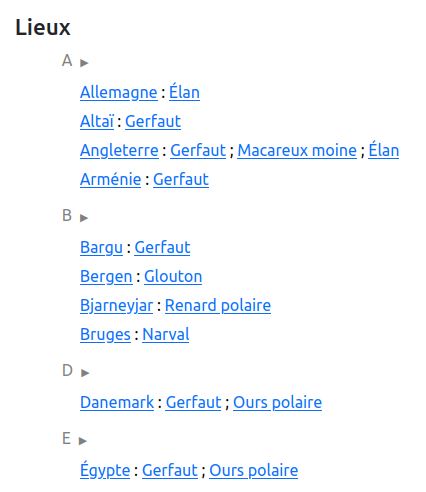 Lieux
A ▸
Allemagne : Élan
Altaï : Gerfaut
Angleterre : Gerfaut ; Macareux moine ; Élan
Arménie : Gerfaut
B ▸
Bargu : Gerfaut
Bergen : Glouton
Bjarneyjar : Renard polaire
Bruges : Narval
D ▸
Danemark : Gerfaut ; Ours polaire
E ▸
Égypte : Gerfaut ; Ours polaire